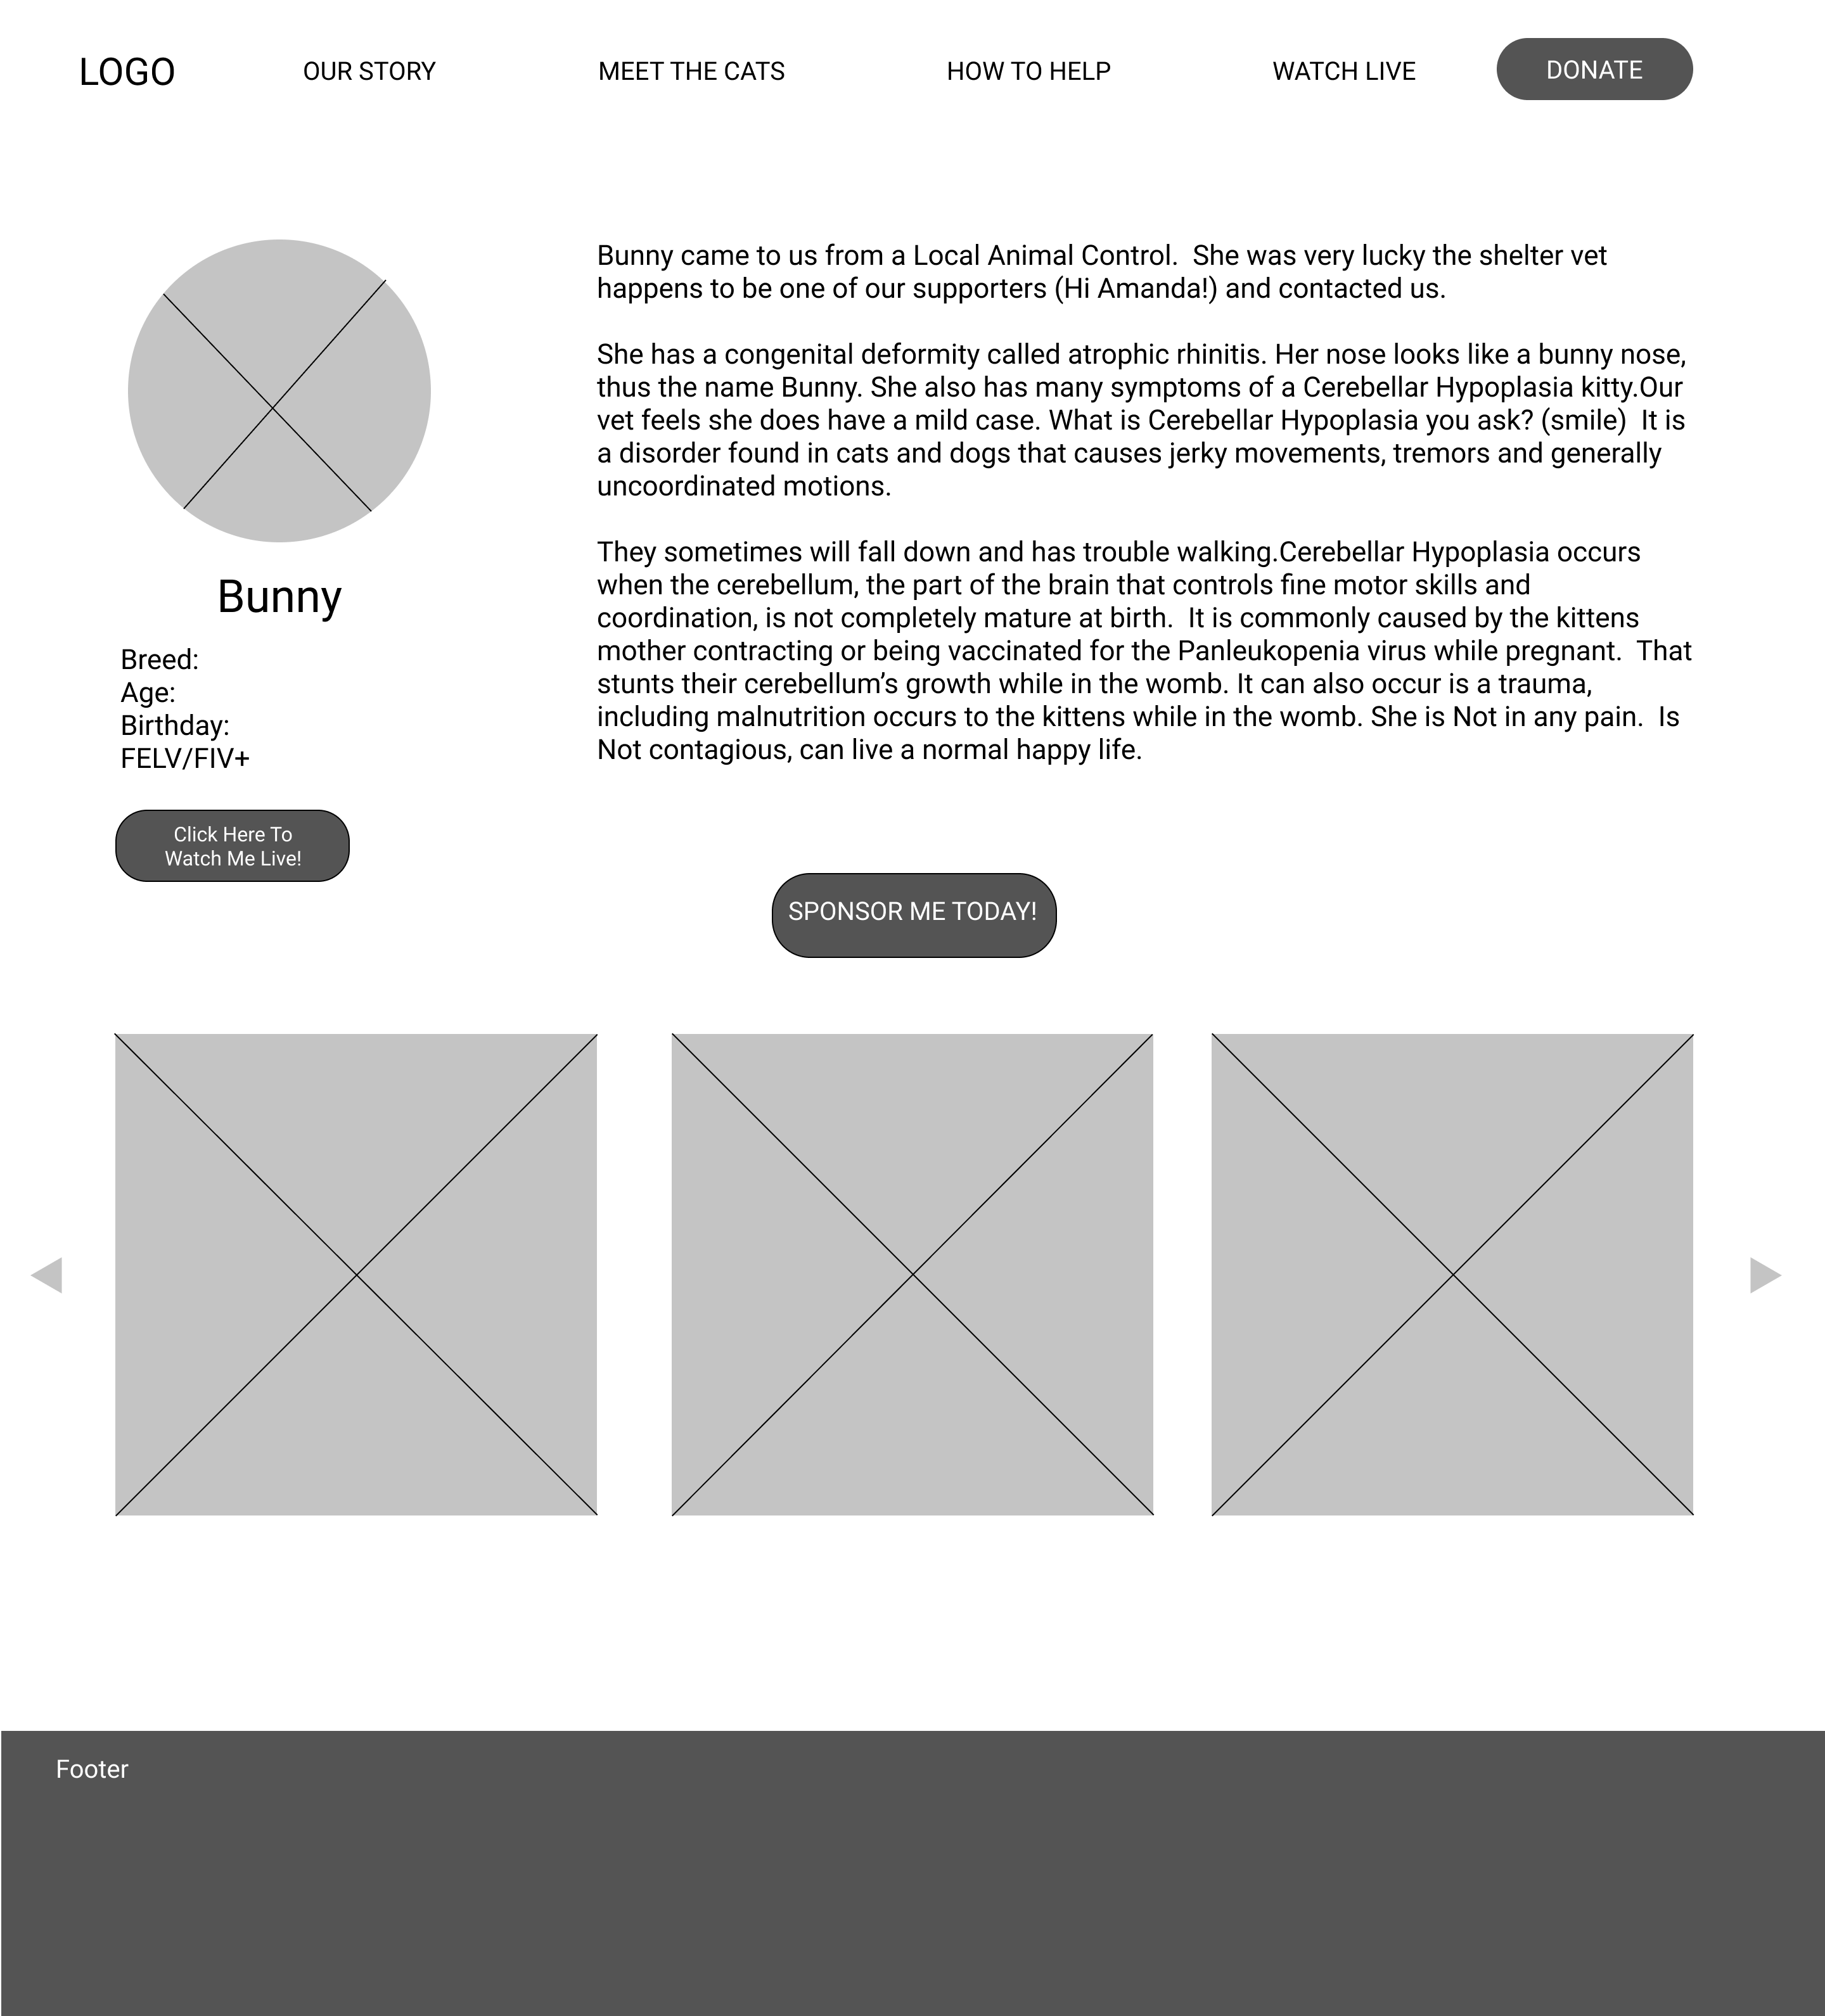 LOGO
OUR STORY
MEET THE CATS
HOW TO HELP
WATCH LIVE
DONATE
Bunny
Breed:
Age:
Birthday:
FELV/FIV+
Click Here To
Watch Me Live!
Bunny came to us from a Local Animal Control.  She was very lucky the shelter vet
happens to be one of our supporters (Hi Amanda!) and contacted us.
She has a congenital deformity called atrophic rhinitis. Her nose looks like a bunny nose,
thus the name Bunny. She also has many symptoms of a Cerebellar Hypoplasia kitty.Our
vet feels she does have a mild case. What is Cerebellar Hypoplasia you ask? (smile)  It is
a disorder found in cats and dogs that causes jerky movements, tremors and generally
uncoordinated motions.
They sometimes will fall down and has trouble walking.Cerebellar Hypoplasia occurs
when the cerebellum, the part of the brain that controls fine motor skills and
coordination, is not completely mature at birth.  It is commonly caused by the kittens
mother contracting or being vaccinated for the Panleukopenia virus while pregnant.  That
stunts their cerebellum’s growth while in the womb. It can also occur is a trauma,
including malnutrition occurs to the kittens while in the womb. She is Not in any pain.  Is
Not contagious, can live a normal happy life.
SPONSOR ME TODAY!
Footer